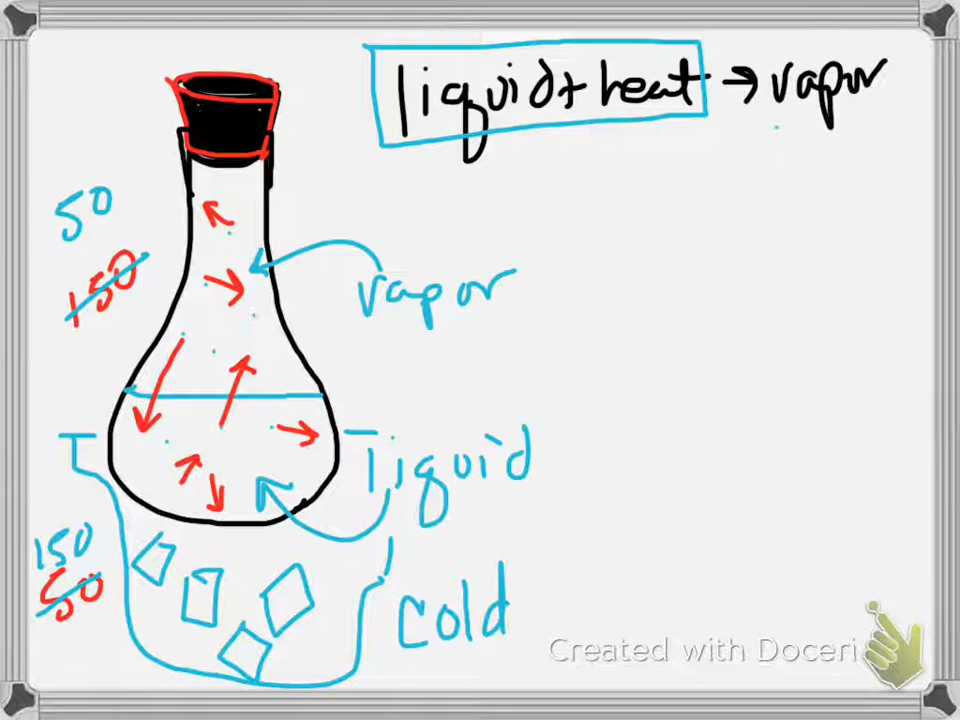 liquid + heat → vapor
50
150
vapor
liquid
150
50
cold
Created with Doceri